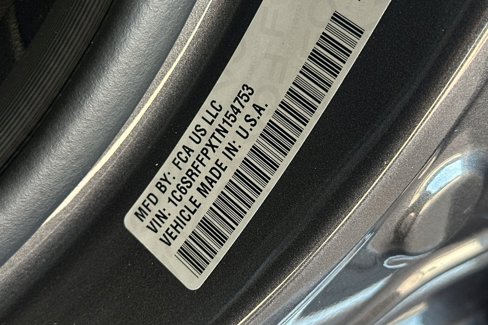 MFD BY: FCA US LLC
VIN: 1C6SRFFPXTN154753
VEHICLE MADE IN: U.S.A.